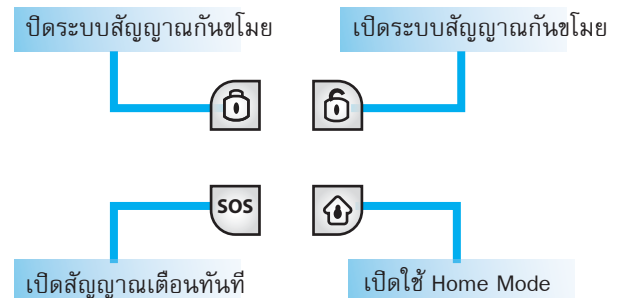 ปิดระบบสัญญาณกันขโมย
เปิดระบบสัญญาณกันขโมย
SOS
เปิดสัญญาณเตือนทันที
เปิดใช้ Home Mode